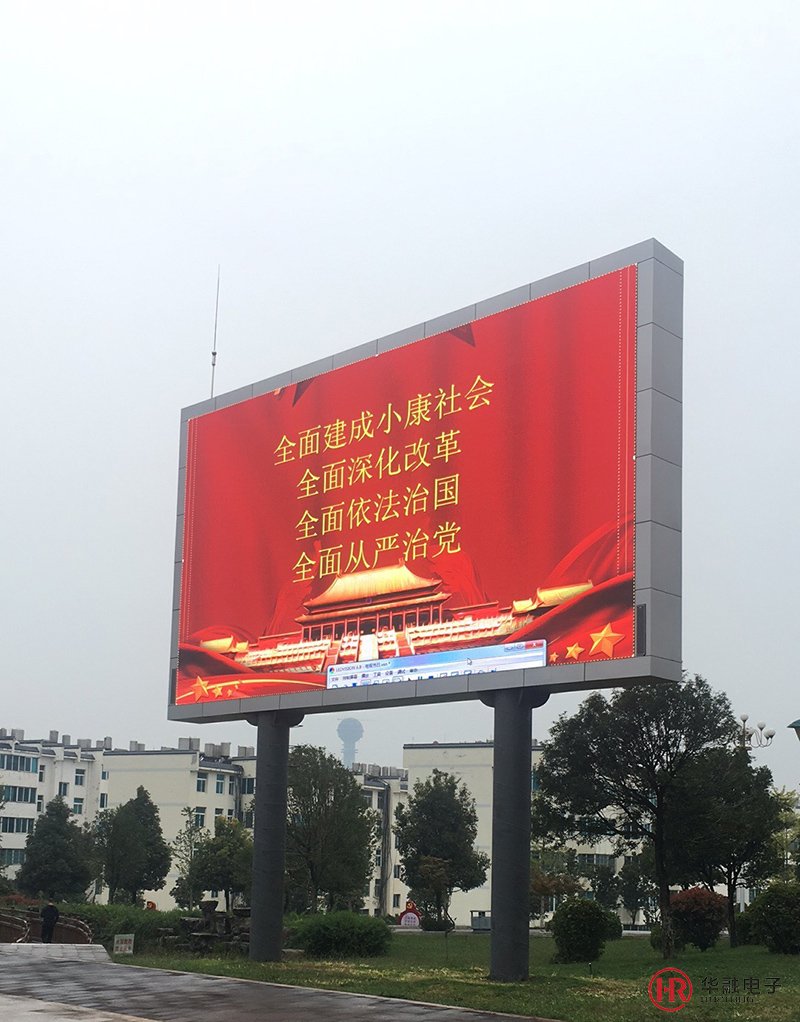 全面建成小康社会
全面深化改革
全面依法治国
全面从严治党
HR 华融电子